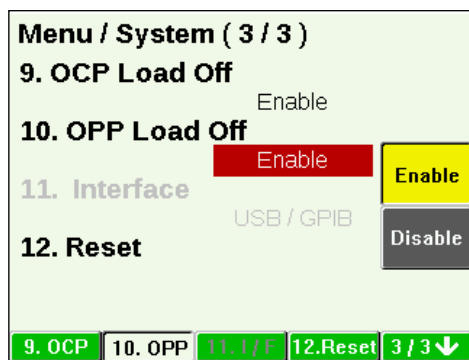 Menu / System ( 3 / 3 )
9. OCP Load Off
Enable
10. OPP Load Off
Enable
Enable
11. Interface
USB / GPIB
Disable
12. Reset
9. OCP 10. OPP 11. I / F 12.Reset 3 / 3